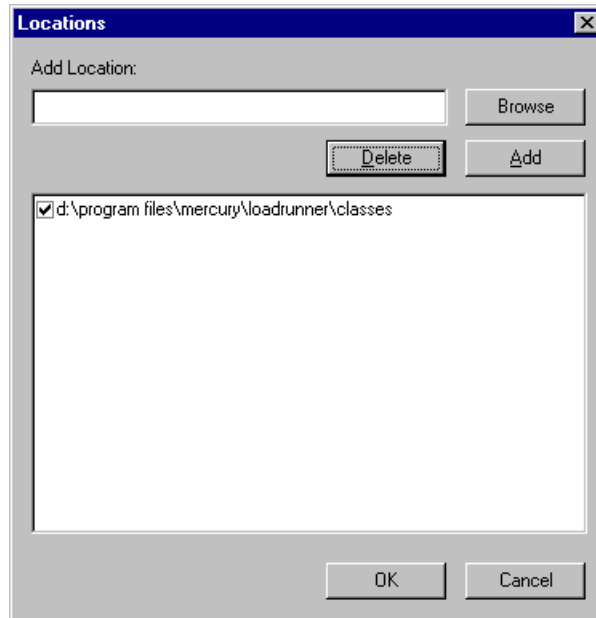 Locations
Add Location:
Browse
Delete
Add
d:\program files\mercury\loadrunner\classes
OK
Cancel